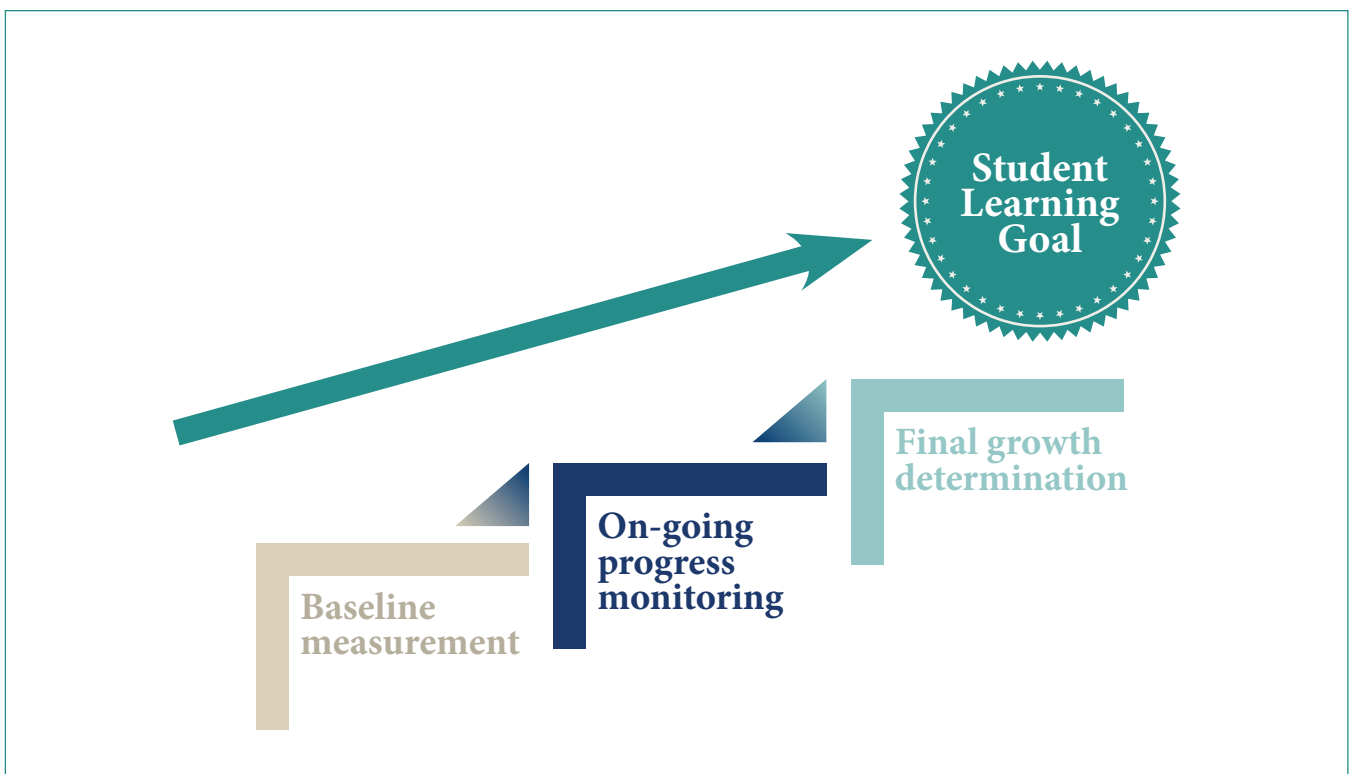 Student
Learning
Goal
Final growth
determination
On-going
progress
monitoring
Baseline
measurement